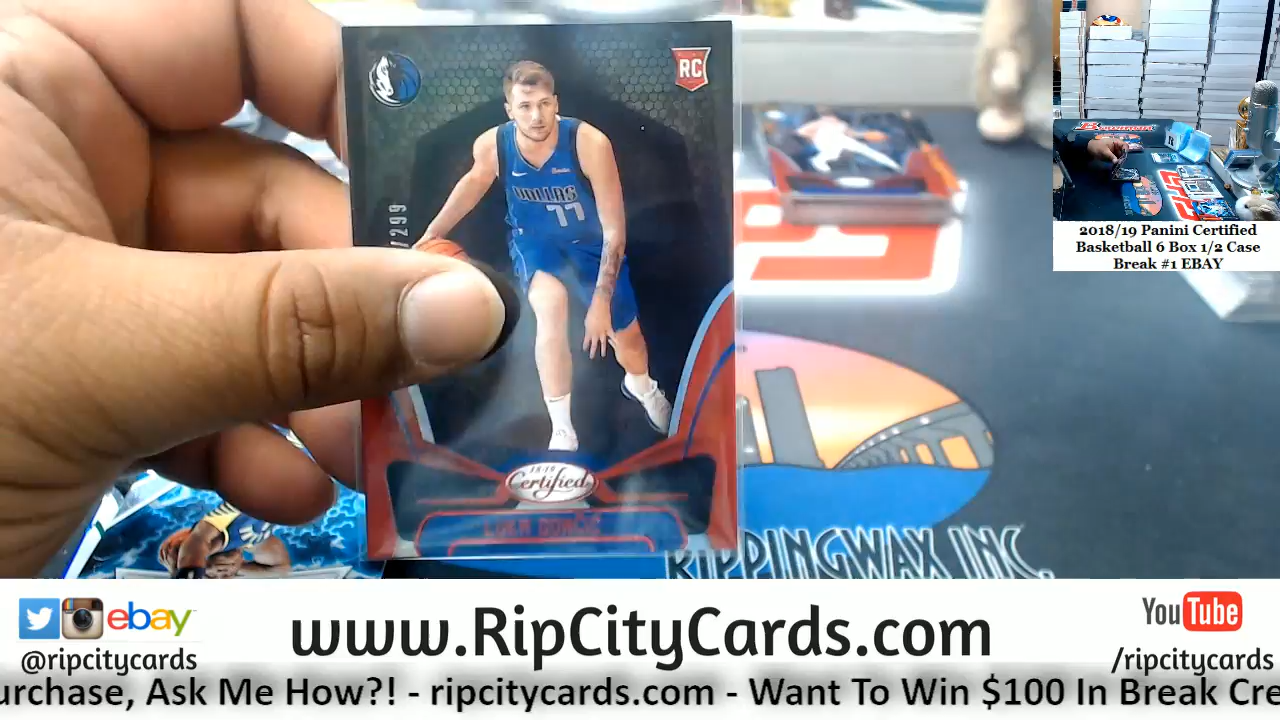 RC
/299
DALLAS
77
18-19
Certified
LUKA DONČIĆ
RIPPINGWAX INC.
2018/19 Panini Certified
Basketball 6 Box 1/2 Case
Break #1 EBAY
ebay
@ripcitycards
www.RipCityCards.com
YouTube
/ripcitycards
urchase, Ask Me How?! - ripcitycards.com - Want To Win $100 In Break Cre